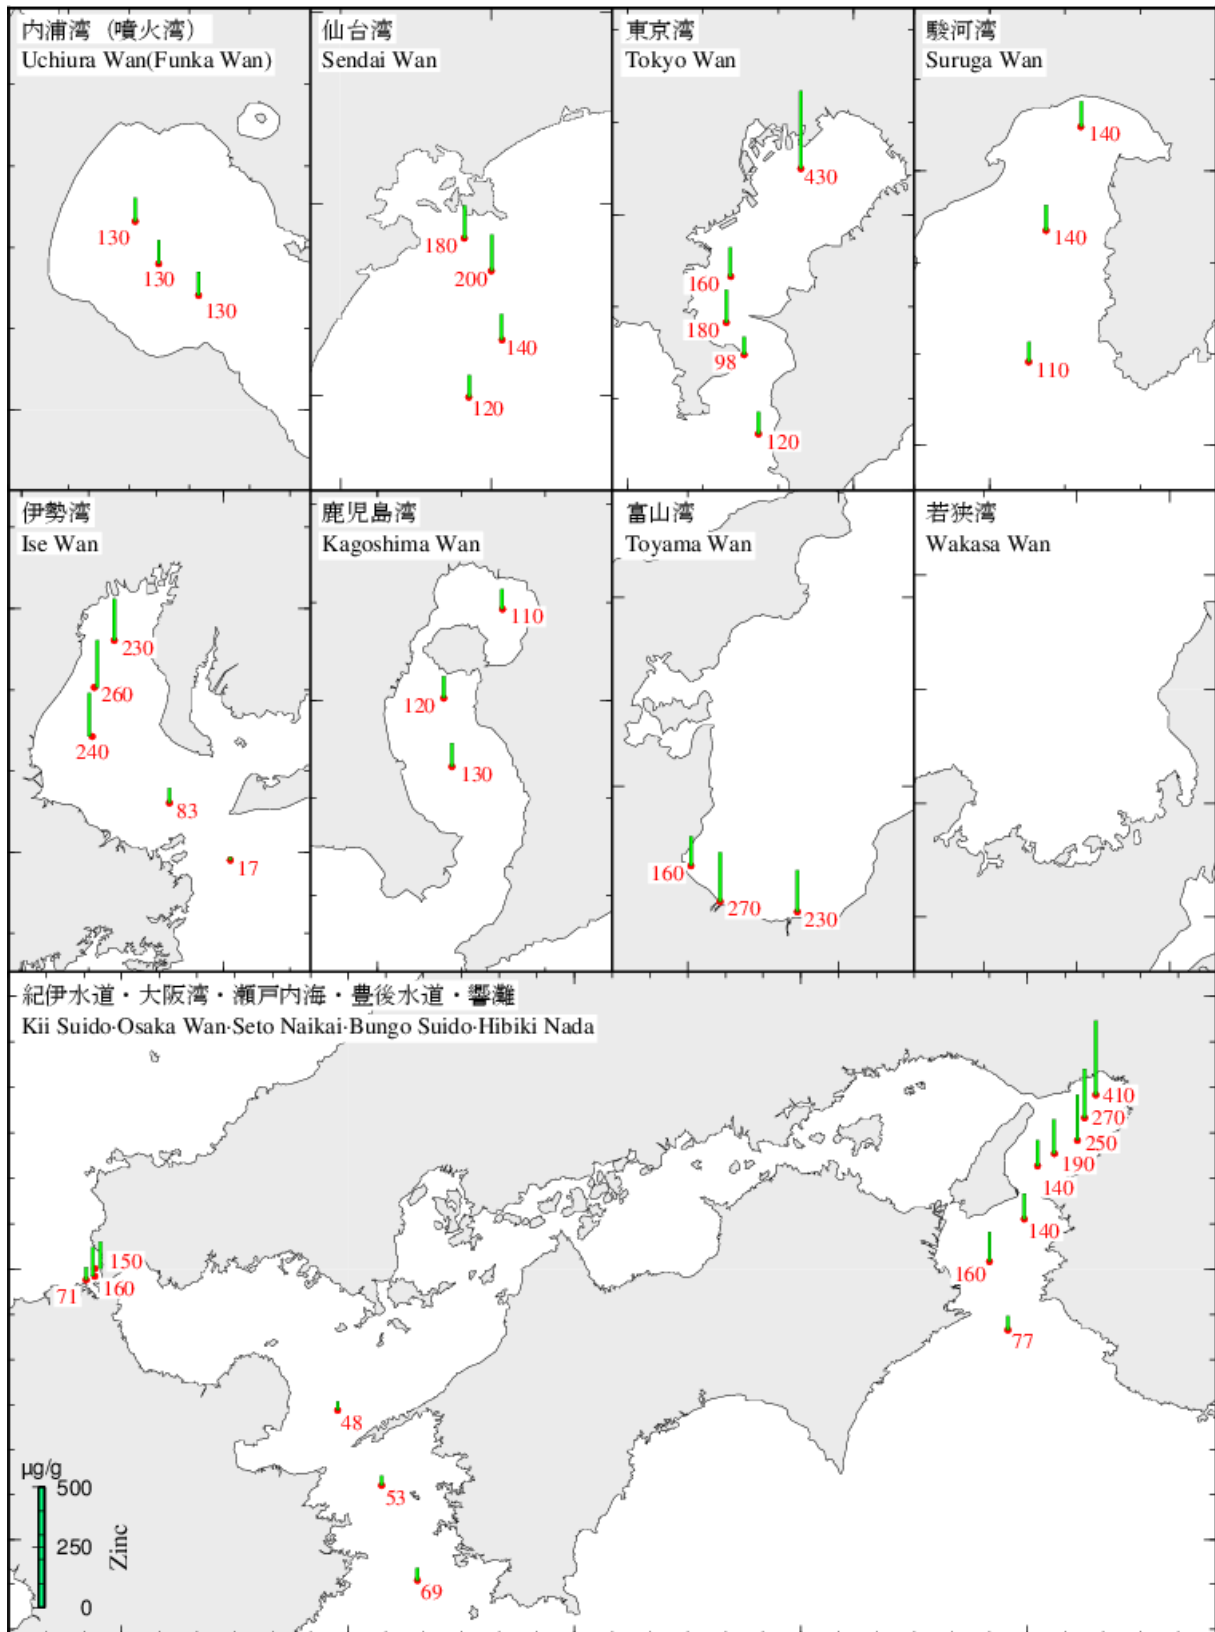 内浦湾（噴火湾）
Uchiura Wan(Funka Wan)
130
130
130
仙台湾
Sendai Wan
180
200
140
120
東京湾
Tokyo Wan
430
160
180
98
120
駿河湾
Suruga Wan
140
140
110
伊勢湾
Ise Wan
230
260
240
83
17
鹿児島湾
Kagoshima Wan
110
120
130
富山湾
Toyama Wan
160
270
230
若狭湾
Wakasa Wan
紀伊水道・大阪湾・瀬戸内海・豊後水道・響灘
Kii Suido·Osaka Wan·Seto Naikai·Bungo Suido·Hibiki Nada
410
270
250
190
140
140
160
77
150
160
71
48
53
69
µg/g
500
250
0
Zinc